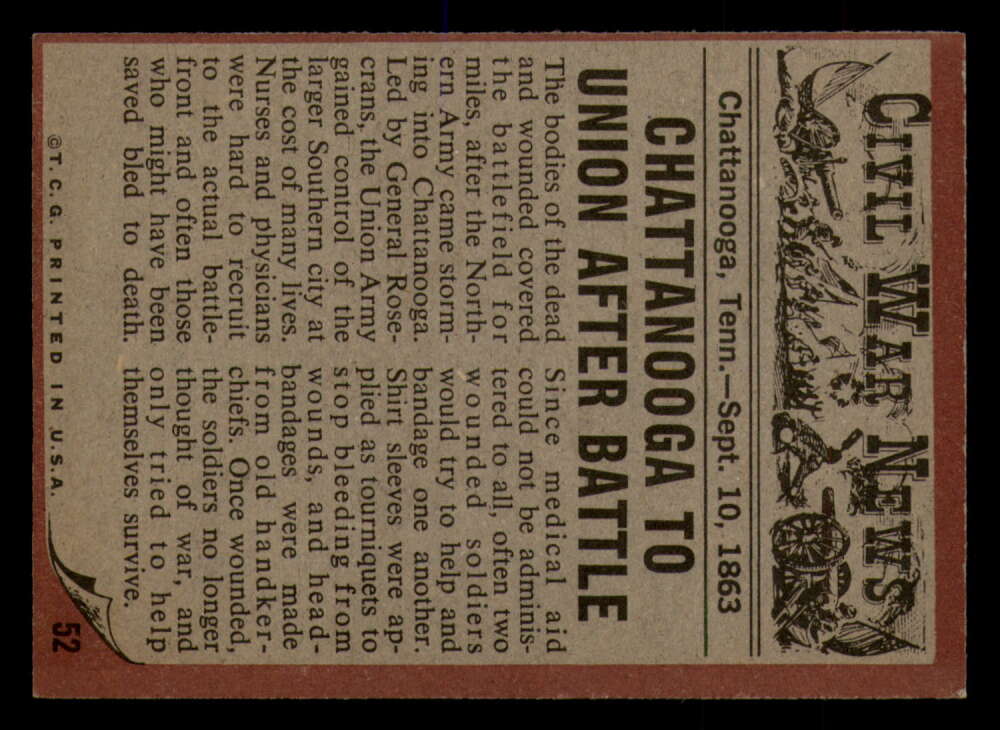 CIVIL WAR NEWS
Chattanooga, Tenn.—Sept. 10, 1863
CHATTANOOGA TO
UNION AFTER BATTLE
The bodies of the dead
and wounded covered
the battlefield for
miles, after the North-
ern Army came storm-
ing into Chattanooga.
Led by General Rose-
crans, the Union Army
gained control of the
larger Southern city at
the cost of many lives.
Nurses and physicians
were hard to recruit
to the actual battle-
front and often those
who might have been
saved bled to death.
Since medical aid
could not be adminis-
tered to all, often two
wounded soldiers
would try to help and
bandage one another.
Shirt sleeves were ap-
plied as tourniquets to
stop bleeding from
wounds, and head-
bandages were made
from old handker-
chiefs. Once wounded,
the soldiers no longer
thought of war, and
only tried to help
themselves survive.
©T.C.G. PRINTED IN U.S.A.
52